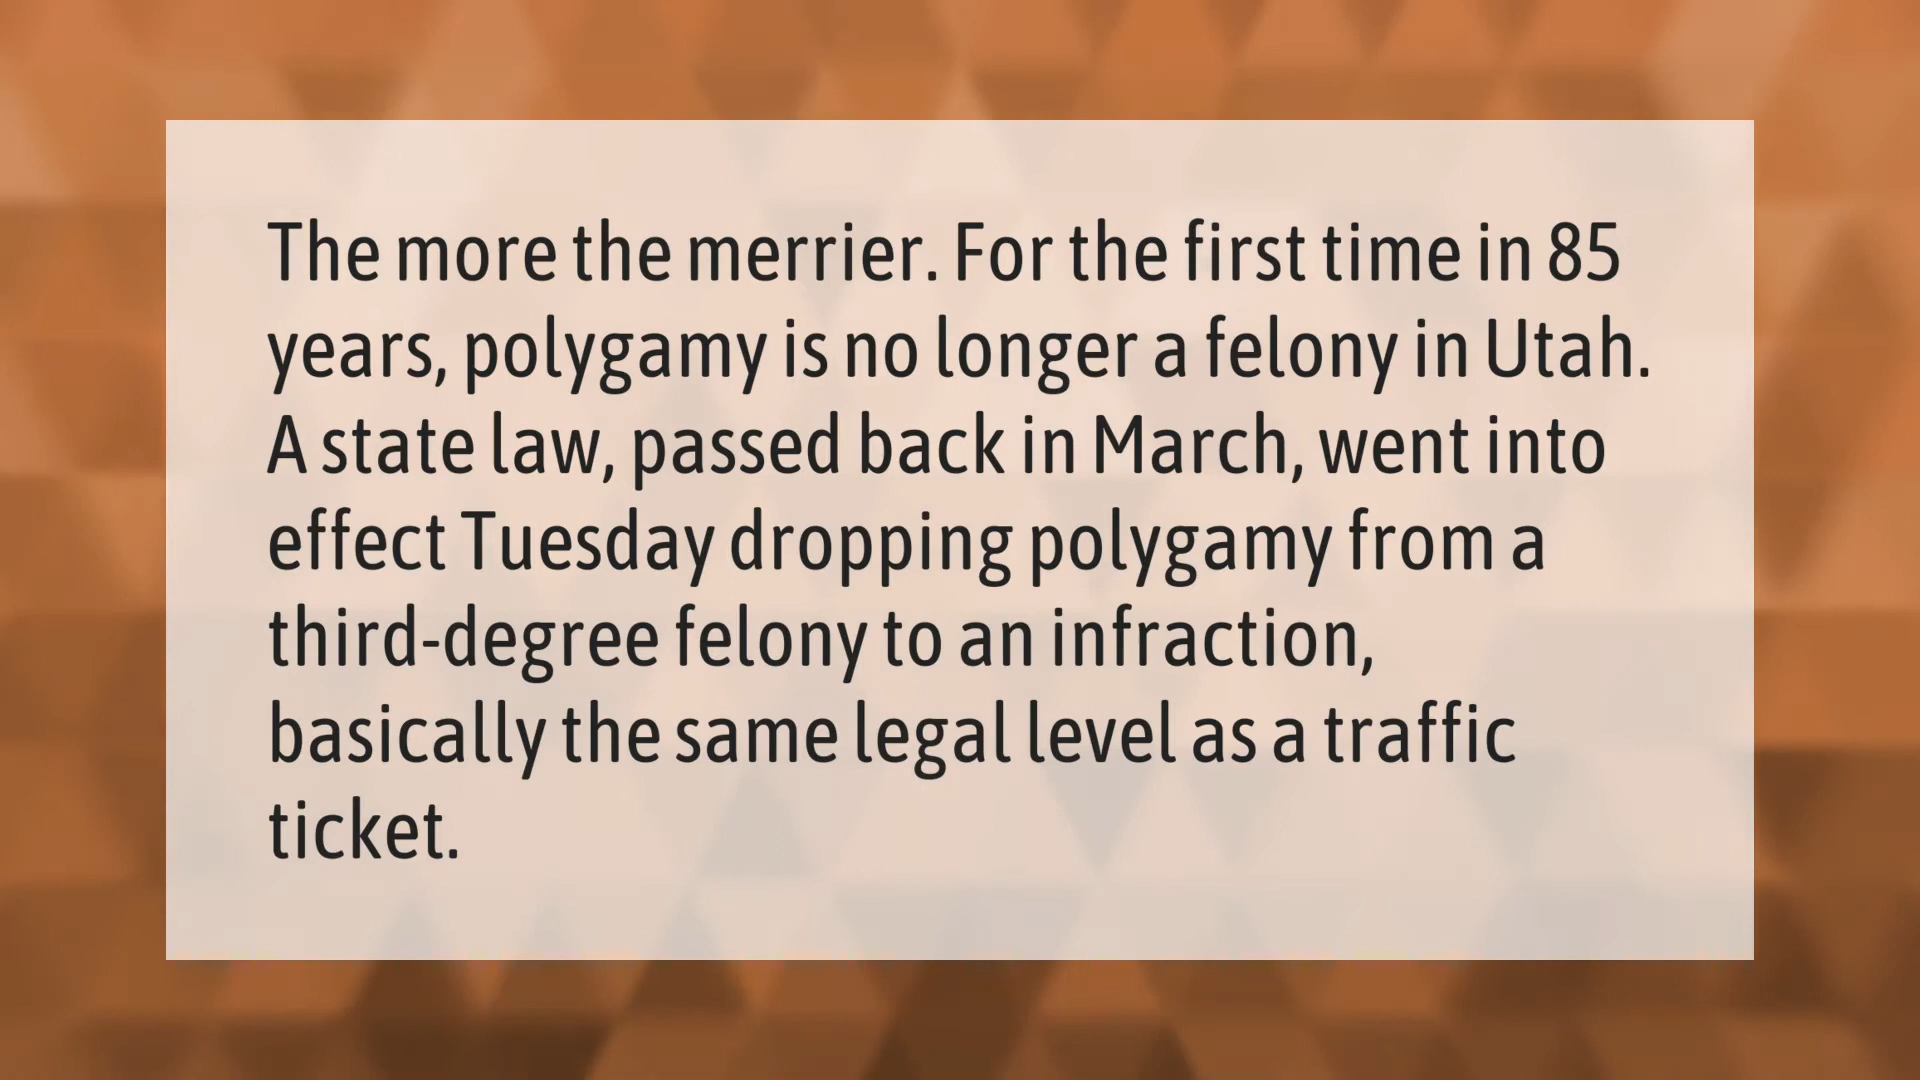 The more the merrier. For the first time in 85
years, polygamy is no longer a felony in Utah.
A state law, passed back in March, went into
effect Tuesday dropping polygamy from a
third-degree felony to an infraction,
basically the same legal level as a traffic
ticket.